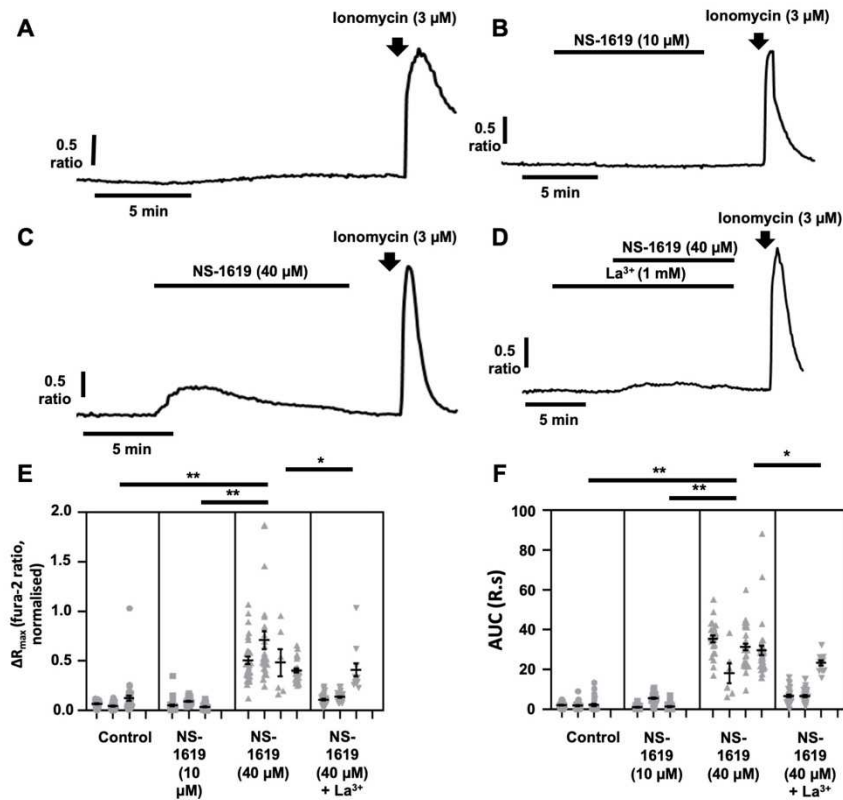 A
Ionomycin (3 µM)
0.5
ratio
5 min
B
Ionomycin (3 µM)
NS-1619 (10 µM)
0.5
ratio
5 min
C
Ionomycin (3 µM)
NS-1619 (40 µM)
0.5
ratio
5 min
D
Ionomycin (3 µM)
NS-1619 (40 µM)
La³⁺ (1 mM)
0.5
ratio
5 min
E
**
**
*
ΔRmax (fura-2 ratio,
normalised)
2.0
1.5
1.0
0.5
0.0
Control
NS-
1619
(10
µM)
NS-
1619
(40 µM)
NS-
1619
(40 µM)
+ La³⁺
F
**
**
*
AUC (R.s)
100
80
60
40
20
0
Control
NS-
1619
(10 µM)
NS-
1619
(40 µM)
NS-
1619
(40 µM)
+ La³⁺